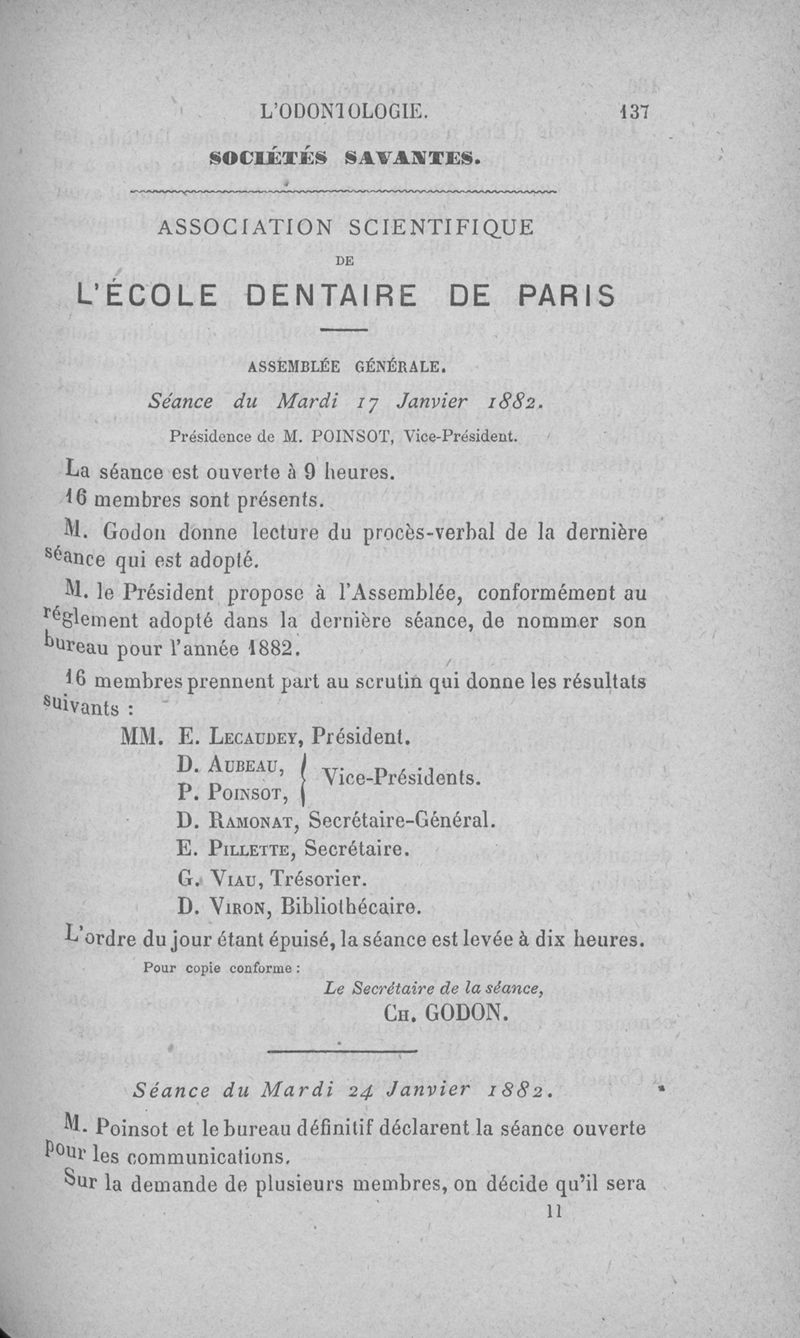 L'ODONTOLOGIE. 137
SOCIÉTÉS SAVANTES.
ASSOCIATION SCIENTIFIQUE
DE
L'ÉCOLE DENTAIRE DE PARIS
ASSEMBLÉE GÉNÉRALE.
Séance du Mardi 17 Janvier 1882.
Présidence de M. POINSOT, Vice-Président.
La séance est ouverte à 9 heures.
16 membres sont présents.
M. Godon donne lecture du procès-verbal de la dernière
séance qui est adopté.
M. le Président propose à l'Assemblée, conformément au
réglement adopté dans la dernière séance, de nommer son
bureau pour l'année 1882.
16 membres prennent part au scrutin qui donne les résultats
suivants :
MM. E. LECAUDEY, Président.
D. AUBEAU,
P. POINSOT, } Vice-Présidents.
D. RAMONAT, Secrétaire-Général.
E. PILLETTE, Secrétaire.
G. VIAU, Trésorier.
D. VIRON, Bibliothécaire.
L'ordre du jour étant épuisé, la séance est levée à dix heures.
Pour copie conforme :
Le Secrétaire de la séance,
CH. GODON.
Séance du Mardi 24 Janvier 1882.
M. Poinsot et le bureau définitif déclarent la séance ouverte
pour les communications.
Sur la demande de plusieurs membres, on décide qu'il sera
11